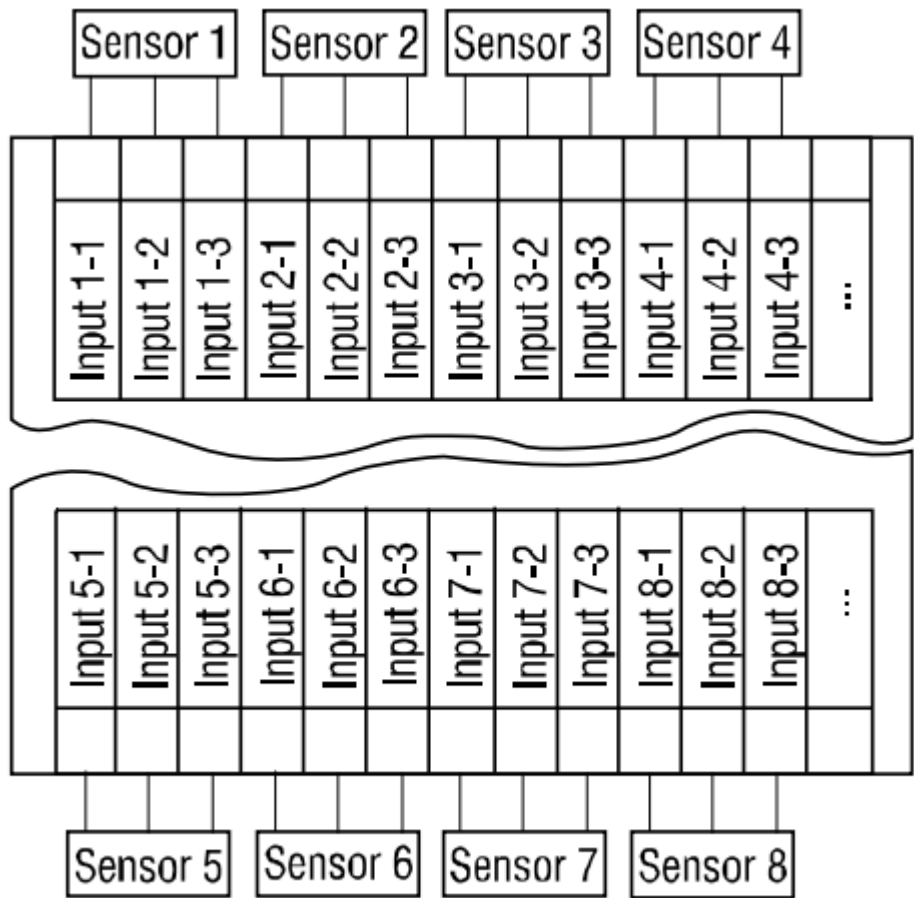 Sensor 1 Sensor 2 Sensor 3 Sensor 4
Input 1-1 Input 1-2 Input 1-3 Input 2-1 Input 2-2 Input 2-3 Input 3-1 Input 3-2 Input 3-3 Input 4-1 Input 4-2 Input 4-3 ...
Input 5-1 Input 5-2 Input 5-3 Input 6-1 Input 6-2 Input 6-3 Input 7-1 Input 7-2 Input 7-3 Input 8-1 Input 8-2 Input 8-3 ...
Sensor 5 Sensor 6 Sensor 7 Sensor 8